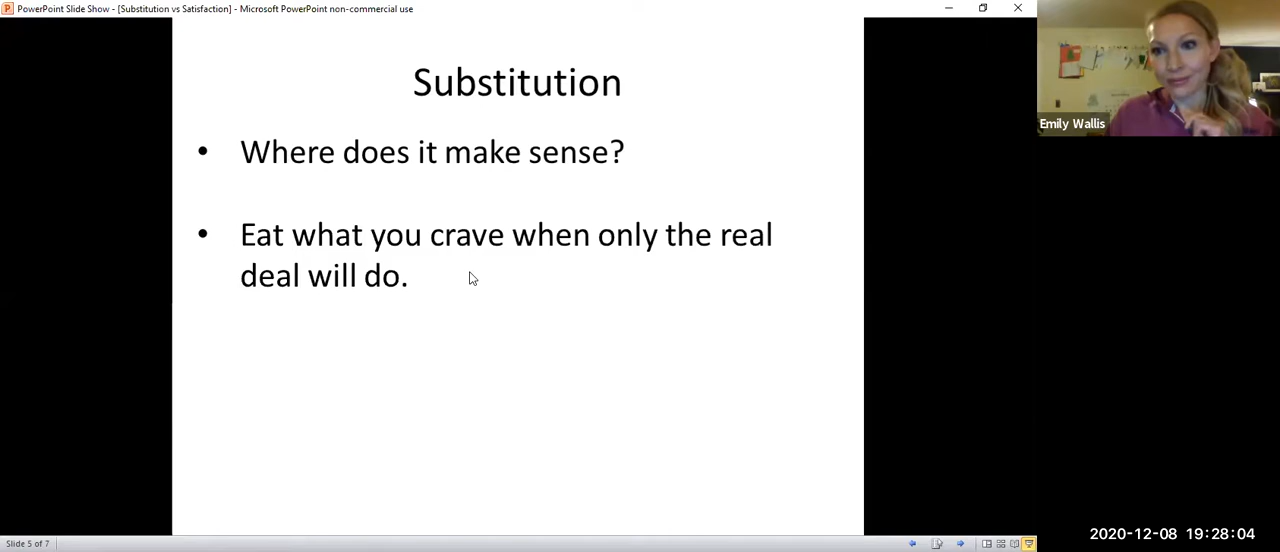 PowerPoint Slide Show - [Substitution vs Satisfaction] - Microsoft PowerPoint non-commercial use
Substitution
• Where does it make sense?
• Eat what you crave when only the real
deal will do.
Emily Wallis
Slide 5 of 7
2020-12-08 19:28:04